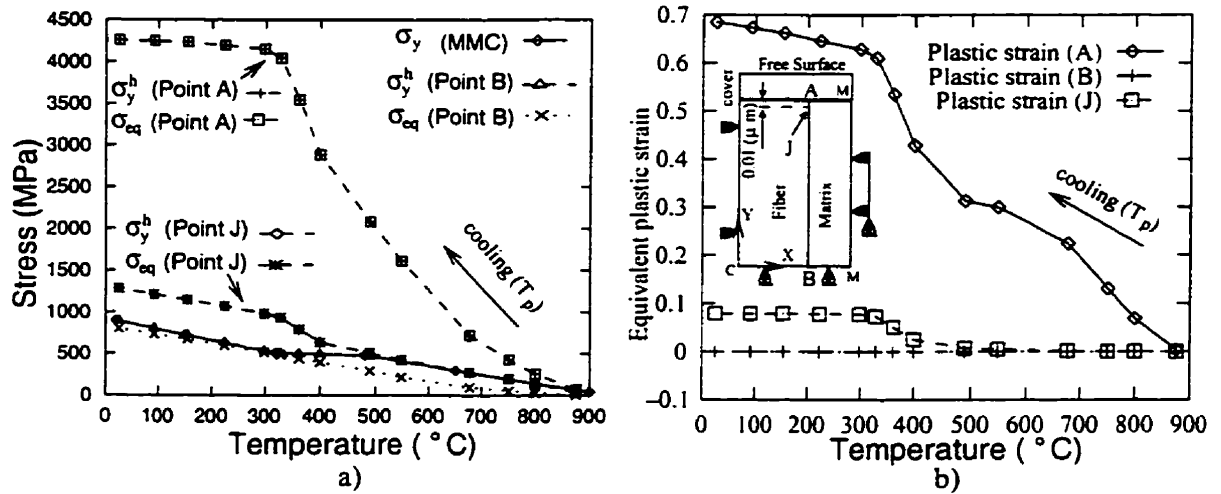 4500
4000
3500
3000
2500
2000
1500
1000
500
0
Stress (MPa)
σy (MMC)
σy^h (Point A)
σy^h (Point B)
σeq (Point A)
σeq (Point B)
σy^h (Point J)
σeq (Point J)
cooling (Tp)
0 100 200 300 400 500 600 700 800 900
Temperature (°C)
a)
0.7
0.6
0.5
0.4
0.3
0.2
0.1
0
−0.1
Equivalent plastic strain
Plastic strain (A)
Plastic strain (B)
Plastic strain (J)
Free Surface
cover
A M
0.01 (μ m)
J
Fiber
Matrix
Y
X
C B M
cooling (Tp)
0 100 200 300 400 500 600 700 800 900
Temperature (°C)
b)